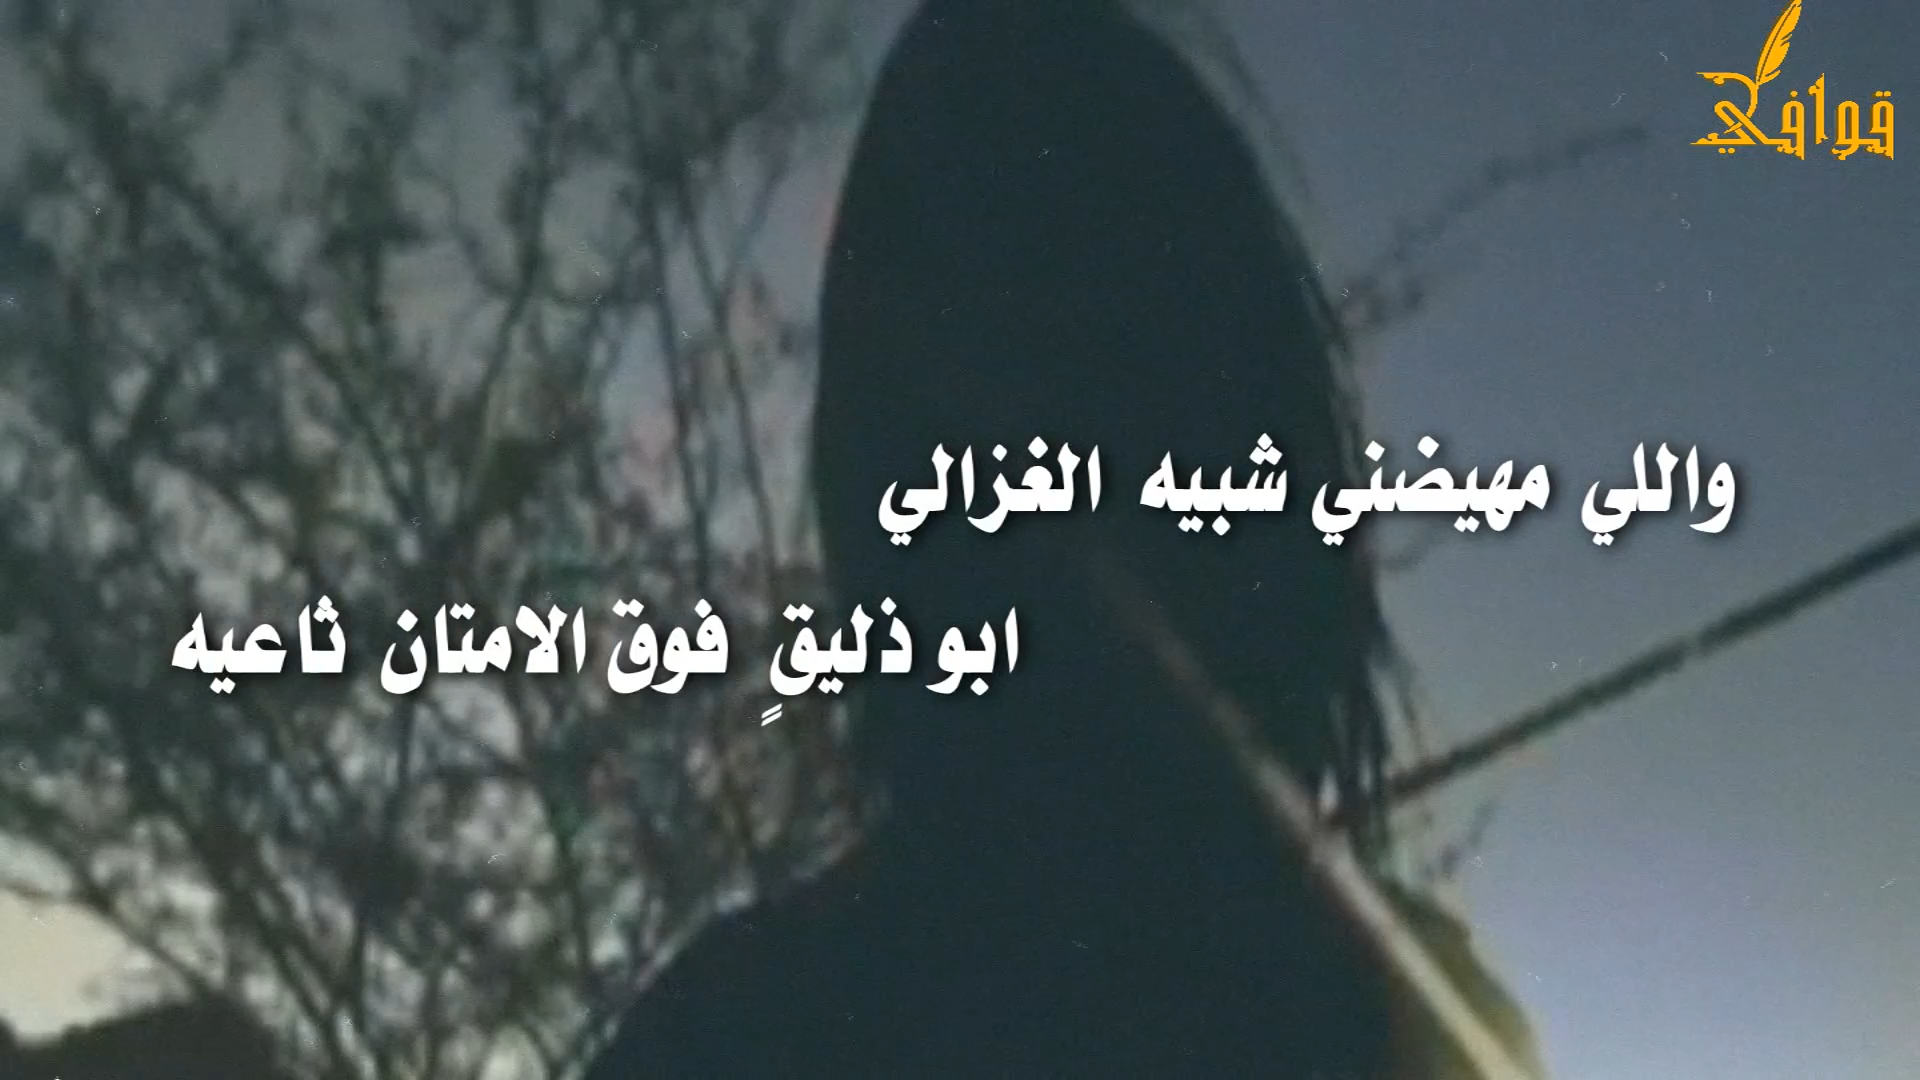 قوافي
واللي مهيضني شبيه الغزالي
ابو ذليقٍ فوق الامتان ثاعيه